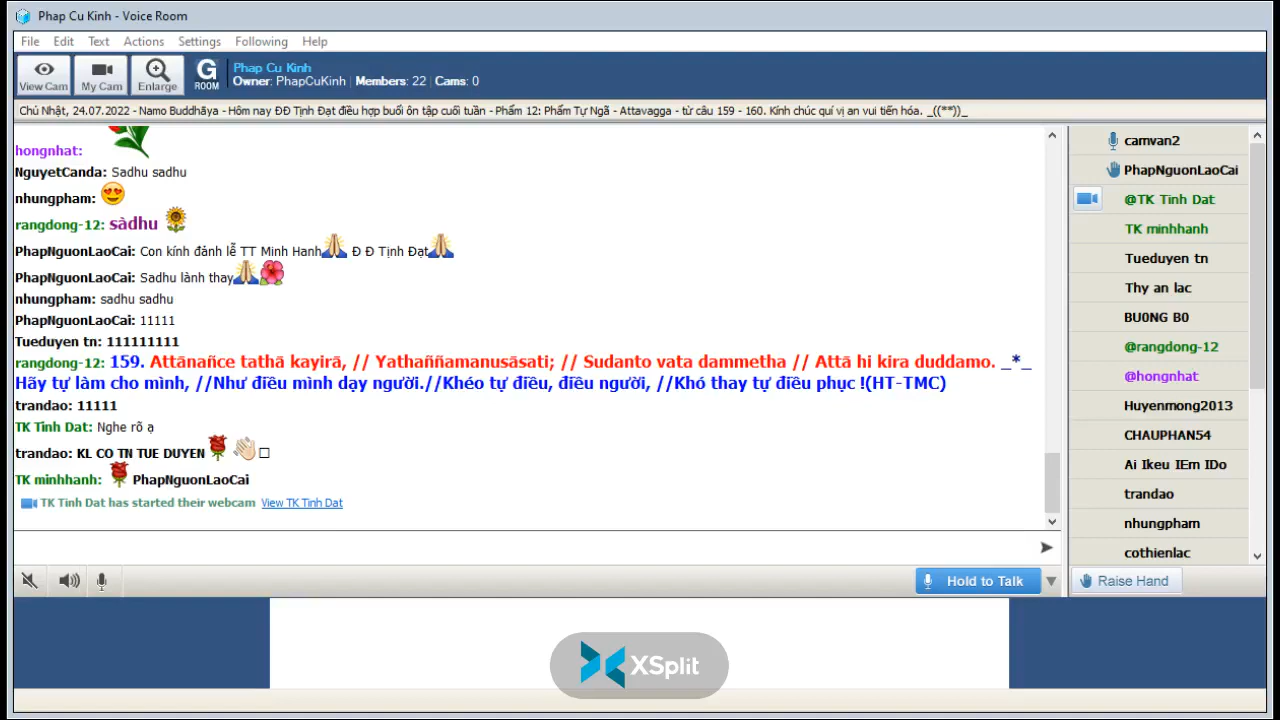 Phap Cu Kinh - Voice Room
File Edit Text Actions Settings Following Help
View Cam My Cam Enlarge G ROOM
Phap Cu Kinh
Owner: PhapCuKinh | Members: 22 | Cams: 0
Chủ Nhật, 24.07.2022 - Namo Buddhāya - Hôm nay ĐĐ Tịnh Đạt điều hợp buổi ôn tập cuối tuần - Phẩm 12: Phẩm Tự Ngã - Attavagga - từ câu 159 - 160. Kính chúc quí vị an vui tiến hóa. _((**))_
hongnhat:
NguyetCanda: Sadhu sadhu
nhungpham:
rangdong-12: sàdhu
PhapNguonLaoCai: Con kính đảnh lễ TT Minh Hanh Đ Đ Tịnh Đạt
PhapNguonLaoCai: Sadhu lành thay
nhungpham: sadhu sadhu
PhapNguonLaoCai: 11111
Tueduyen tn: 111111111
rangdong-12: 159. Attānañce tathā kayirā, // Yathaññamanusāsati; // Sudanto vata dammetha // Attā hi kira duddamo. _*_
Hãy tự làm cho mình, //Như điều mình dạy người.//Khéo tự điều, điều người, //Khó thay tự điều phục !(HT-TMC)
trandao: 11111
TK Tinh Dat: Nghe rõ ạ
trandao: KL CO TN TUE DUYEN
TK minhhanh: PhapNguonLaoCai
TK Tinh Dat has started their webcam View TK Tinh Dat
Hold to Talk
camvan2
PhapNguonLaoCai
@TK Tinh Dat
TK minhhanh
Tueduyen tn
Thy an lac
BU0NG B0
@rangdong-12
@hongnhat
Huyenmong2013
CHAUPHAN54
Ai Ikeu IEm IDo
trandao
nhungpham
cothienlac
Raise Hand
XSplit